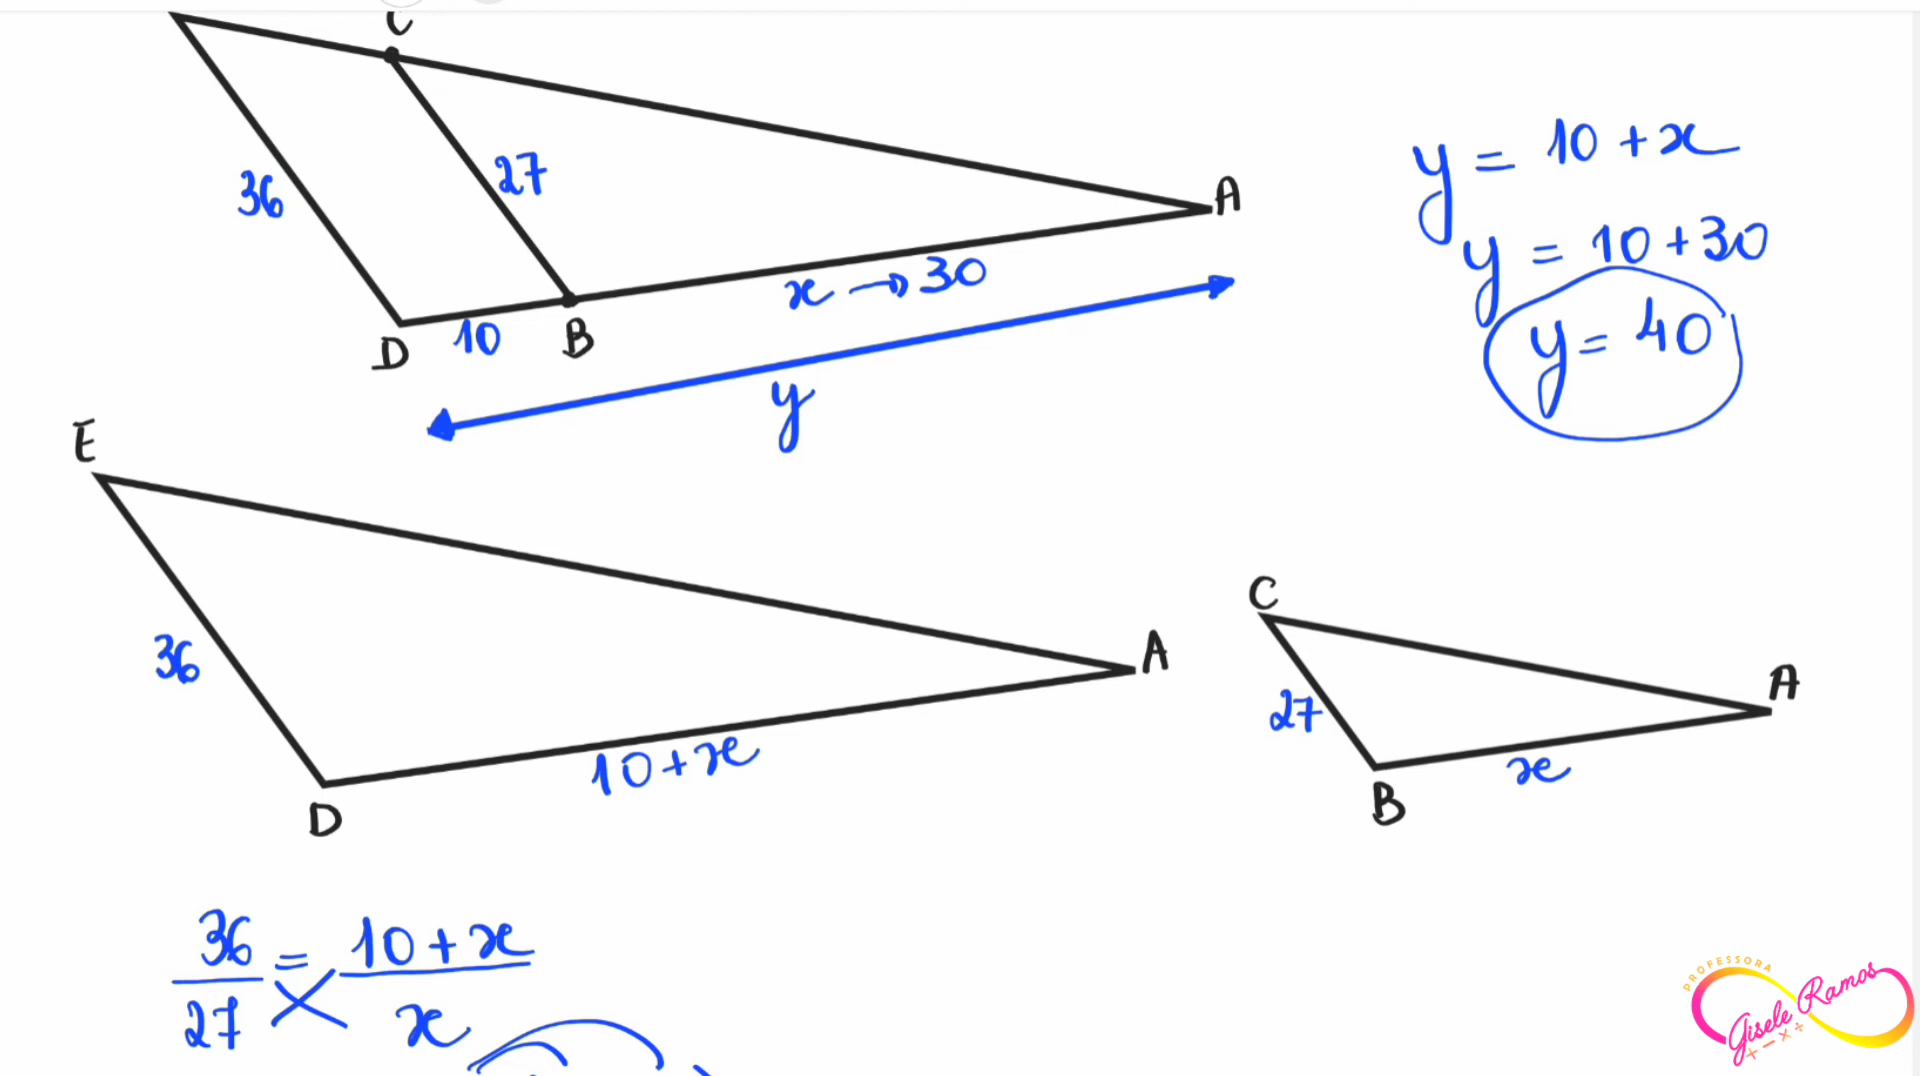 C
36
27
A
x → 30
10
D
B
y
y = 10 + x
y = 10 + 30
y = 40
E
36
A
10 + x
D
C
27
A
x
B
36/27 = 10 + x/x
PROFESSORA
Gisele Ramos
+ − × ÷